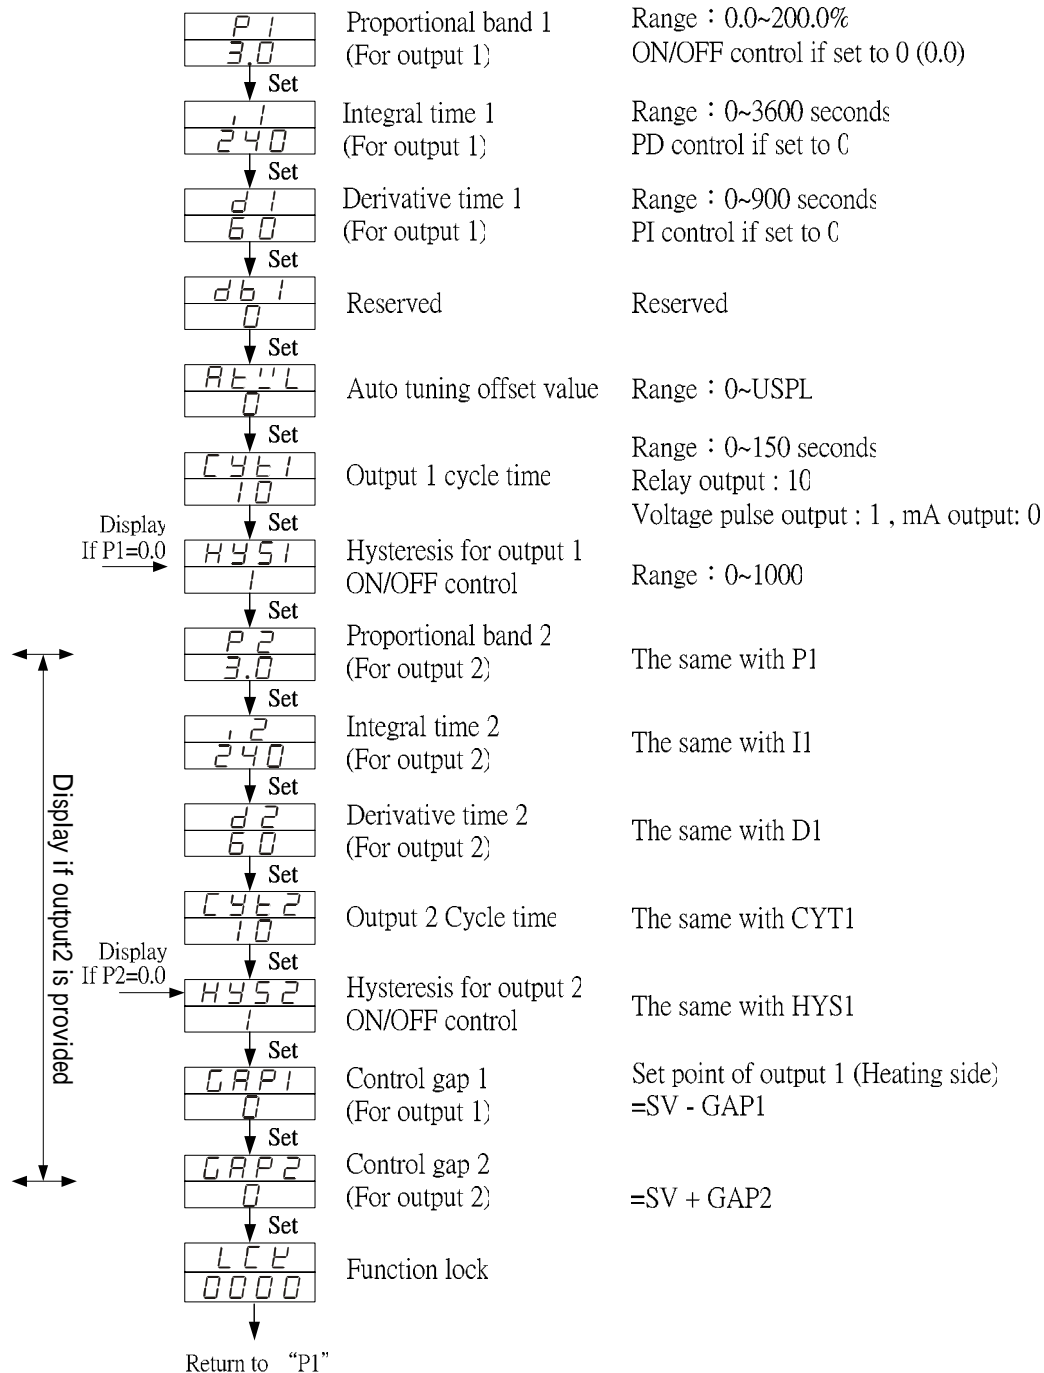 P1
3.0
Proportional band 1
(For output 1)
Range：0.0~200.0%
ON/OFF control if set to 0 (0.0)
Set
i1
240
Integral time 1
(For output 1)
Range：0~3600 seconds
PD control if set to 0
Set
d1
60
Derivative time 1
(For output 1)
Range：0~900 seconds
PI control if set to 0
Set
db1
0
Reserved
Reserved
Set
AtVL
0
Auto tuning offset value
Range：0~USPL
Set
CYt1
10
Output 1 cycle time
Range：0~150 seconds
Relay output : 10
Voltage pulse output : 1 , mA output: 0
Set
Display
If P1=0.0
HYS1
1
Hysteresis for output 1
ON/OFF control
Range：0~1000
Set
P2
3.0
Proportional band 2
(For output 2)
The same with P1
Set
i2
240
Integral time 2
(For output 2)
The same with I1
Set
d2
60
Derivative time 2
(For output 2)
The same with D1
Set
CYt2
10
Output 2 Cycle time
The same with CYT1
Set
Display
If P2=0.0
HYS2
1
Hysteresis for output 2
ON/OFF control
The same with HYS1
Set
GAP1
0
Control gap 1
(For output 1)
Set point of output 1 (Heating side)
=SV - GAP1
Set
GAP2
0
Control gap 2
(For output 2)
=SV + GAP2
Set
LCK
0000
Function lock
Return to “P1”
Display if output2 is provided